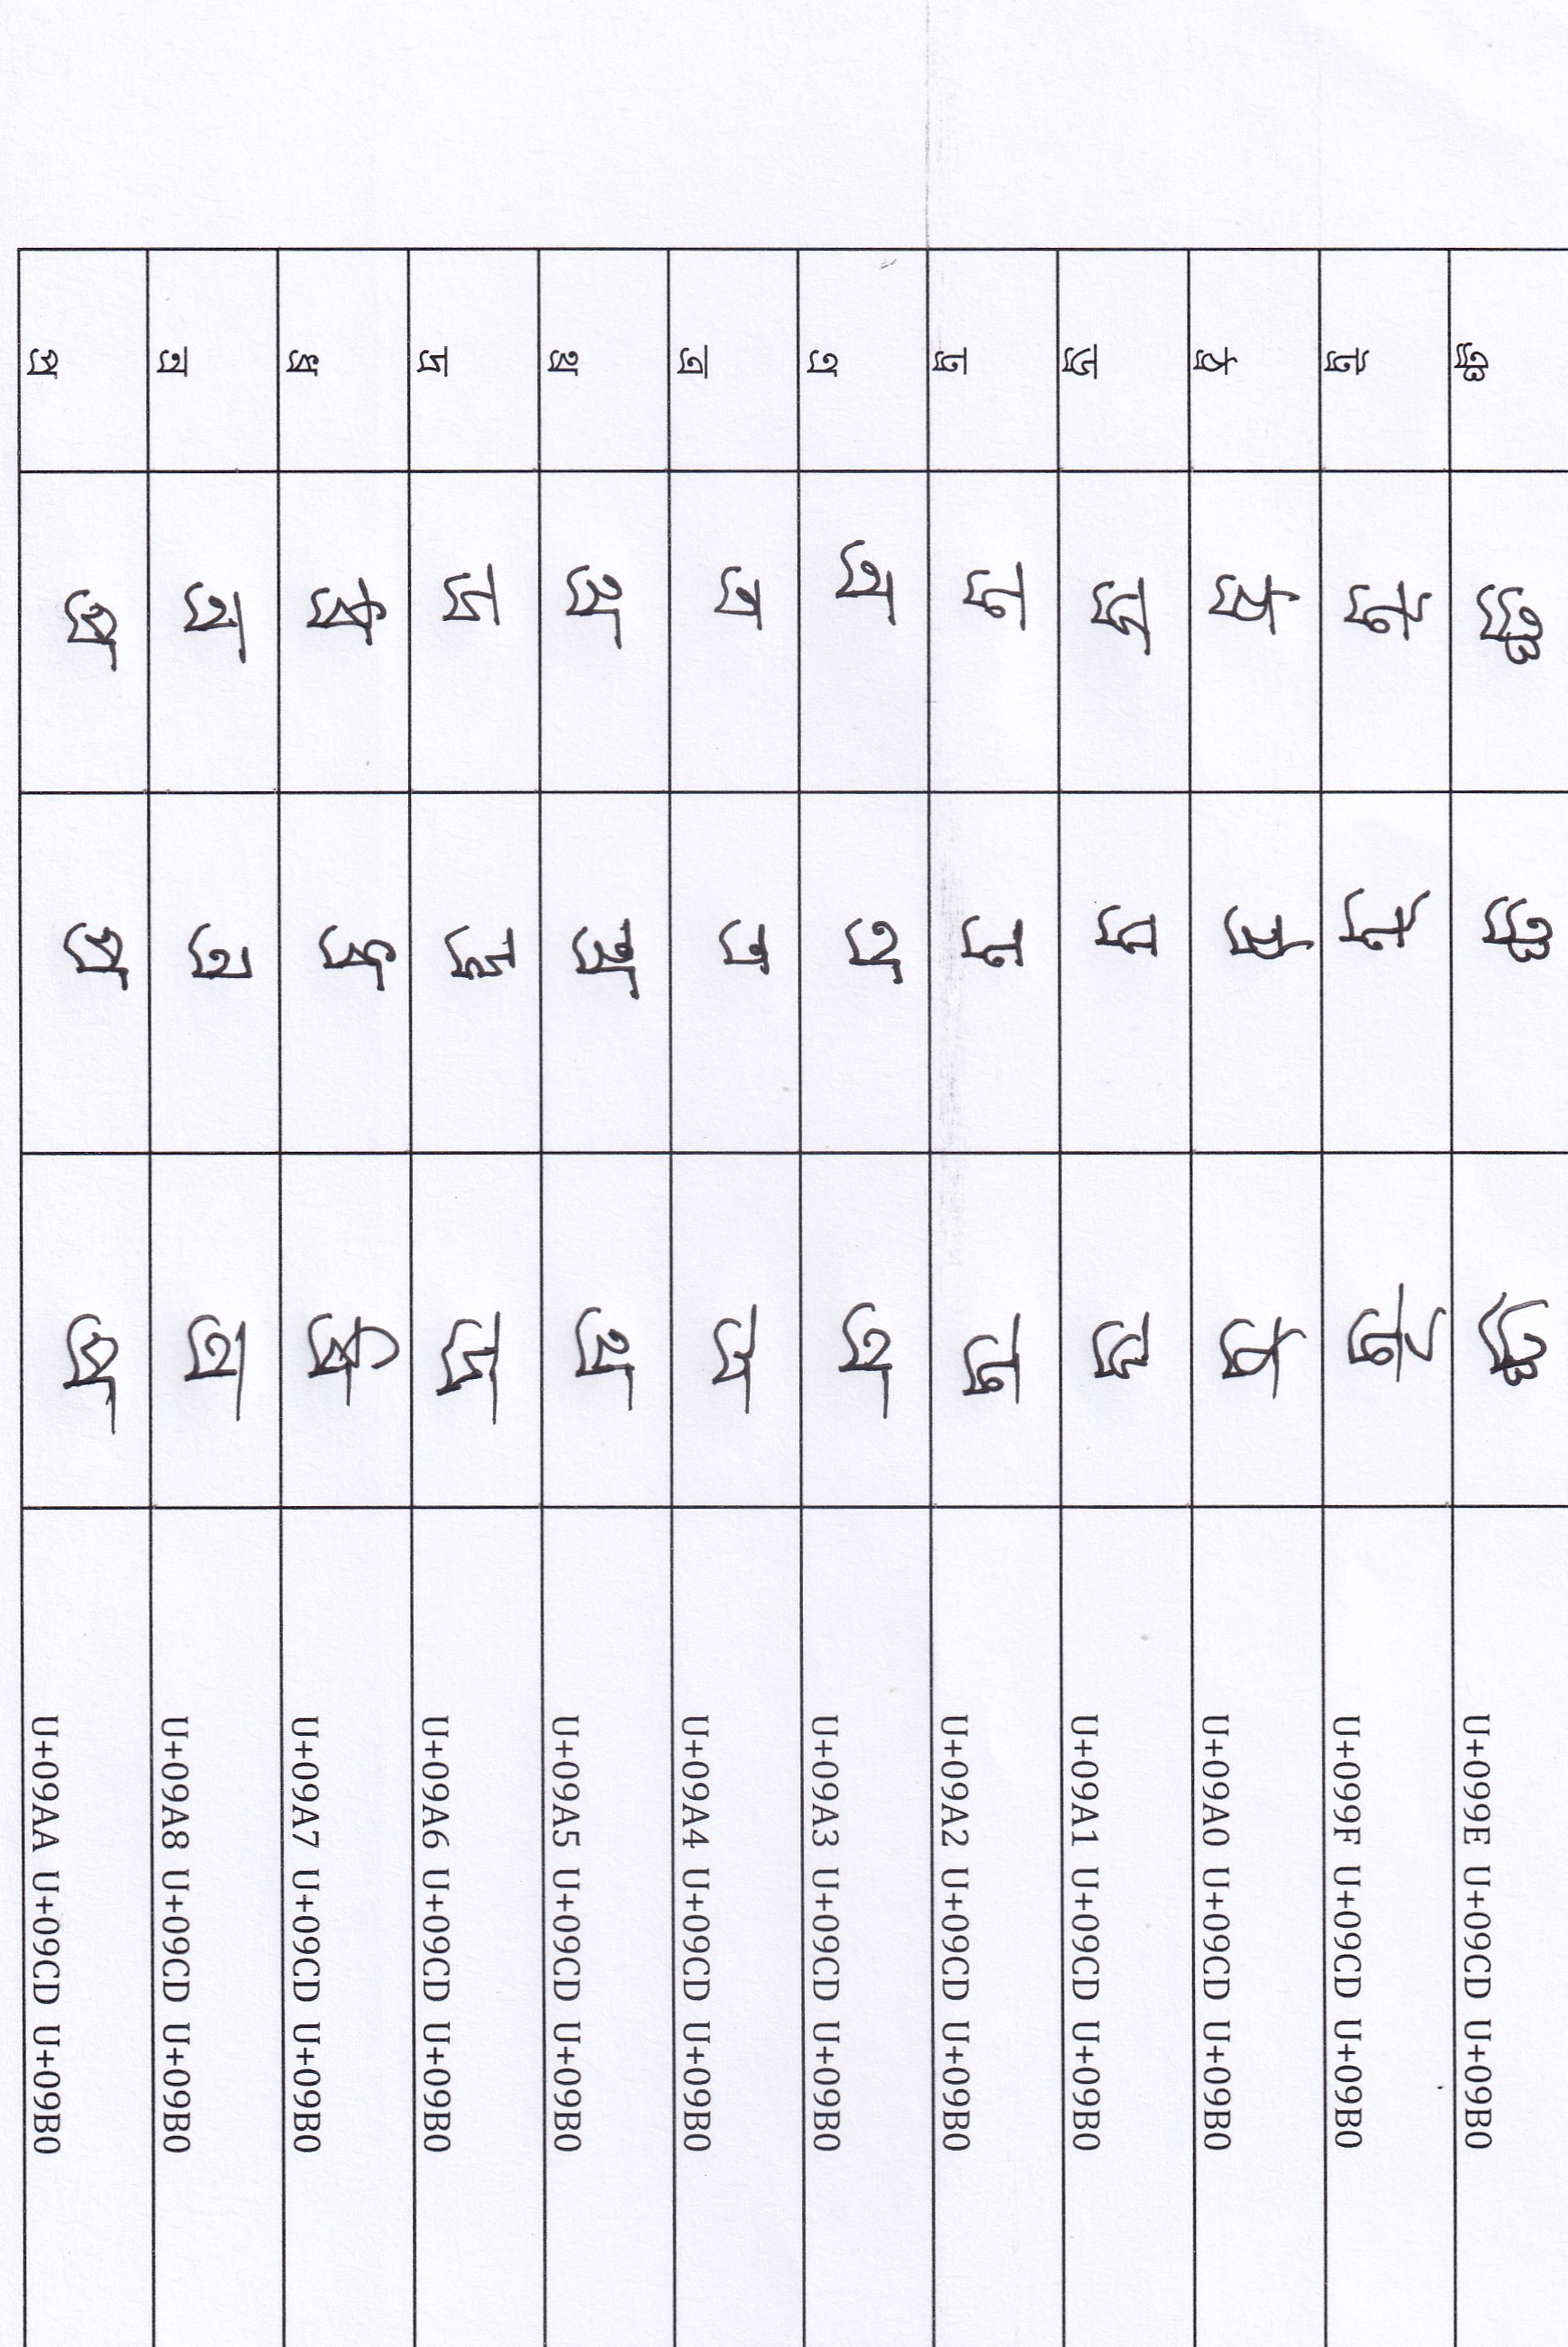 ঞ্র ঞ্র ঞ্র ঞ্র U+099E U+09CD U+09B0
ট্র ট্র ট্র ট্র U+099F U+09CD U+09B0
ঠ্র ঠ্র ঠ্র ঠ্র U+09A0 U+09CD U+09B0
ড্র ড্র ড্র ড্র U+09A1 U+09CD U+09B0
ঢ্র ঢ্র ঢ্র ঢ্র U+09A2 U+09CD U+09B0
ণ্র ণ্র ণ্র ণ্র U+09A3 U+09CD U+09B0
ত্র ত্র ত্র ত্র U+09A4 U+09CD U+09B0
থ্র থ্র থ্র থ্র U+09A5 U+09CD U+09B0
দ্র দ্র দ্র দ্র U+09A6 U+09CD U+09B0
ধ্র ধ্র ধ্র ধ্র U+09A7 U+09CD U+09B0
ন্র ন্র ন্র ন্র U+09A8 U+09CD U+09B0
প্র প্র প্র প্র U+09AA U+09CD U+09B0